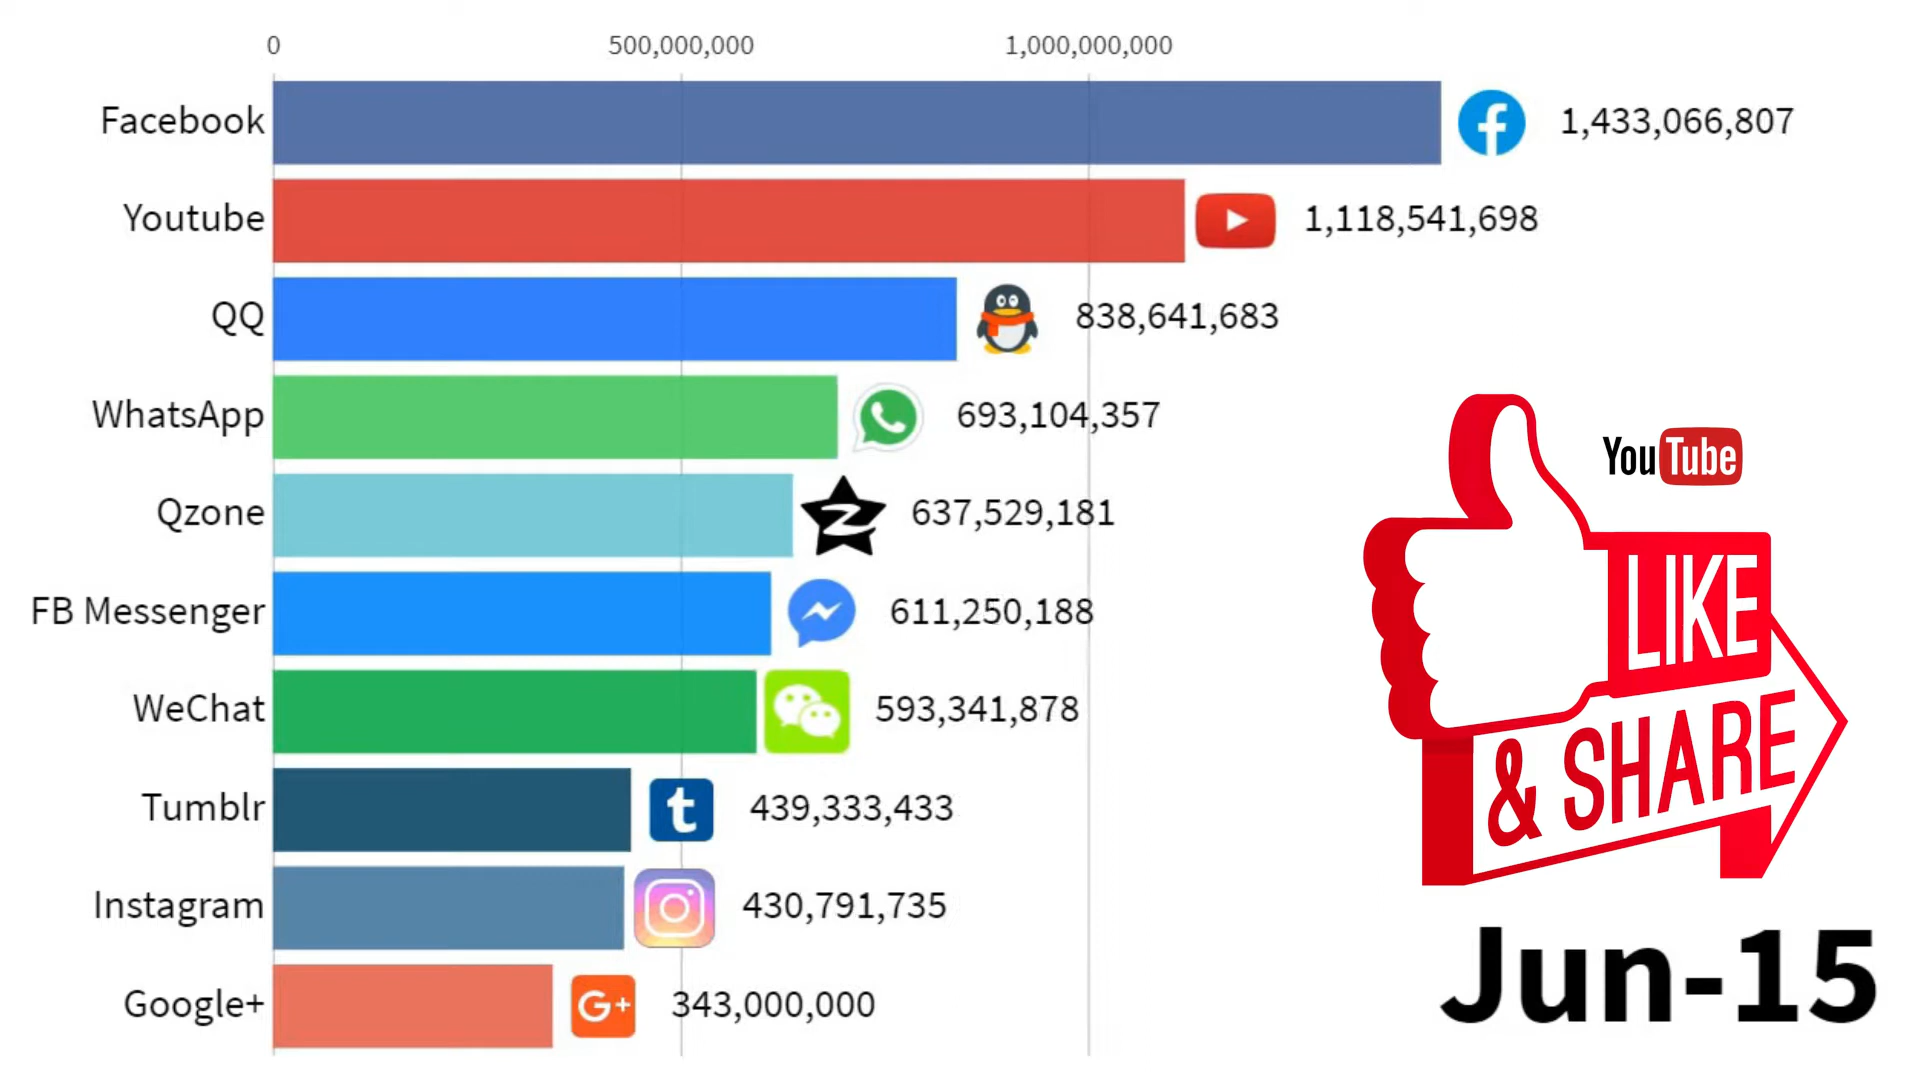 0 500,000,000 1,000,000,000
Facebook 1,433,066,807
Youtube 1,118,541,698
QQ 838,641,683
WhatsApp 693,104,357
Qzone 637,529,181
FB Messenger 611,250,188
WeChat 593,341,878
Tumblr t 439,333,433
Instagram 430,791,735
Google+ G+ 343,000,000
YouTube
LIKE
& SHARE
Jun-15